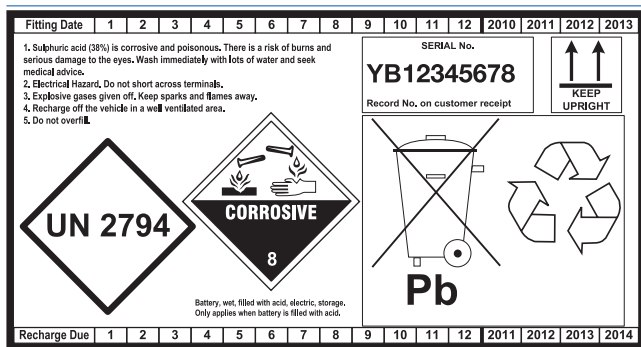 Fitting Date 1 2 3 4 5 6 7 8 9 10 11 12 2010 2011 2012 2013
1. Sulphuric acid (38%) is corrosive and poisonous. There is a risk of burns and
serious damage to the eyes. Wash immediately with lots of water and seek
medical advice.
2. Electrical Hazard. Do not short across terminals.
3. Explosive gases given off. Keep sparks and flames away.
4. Recharge off the vehicle in a well ventilated area.
5. Do not overfill.
SERIAL No.
YB12345678
Record No. on customer receipt
KEEP
UPRIGHT
UN 2794
CORROSIVE
8
Battery, wet, filled with acid, electric, storage.
Only applies when battery is filled with acid.
Pb
Recharge Due 1 2 3 4 5 6 7 8 9 10 11 12 2011 2012 2013 2014